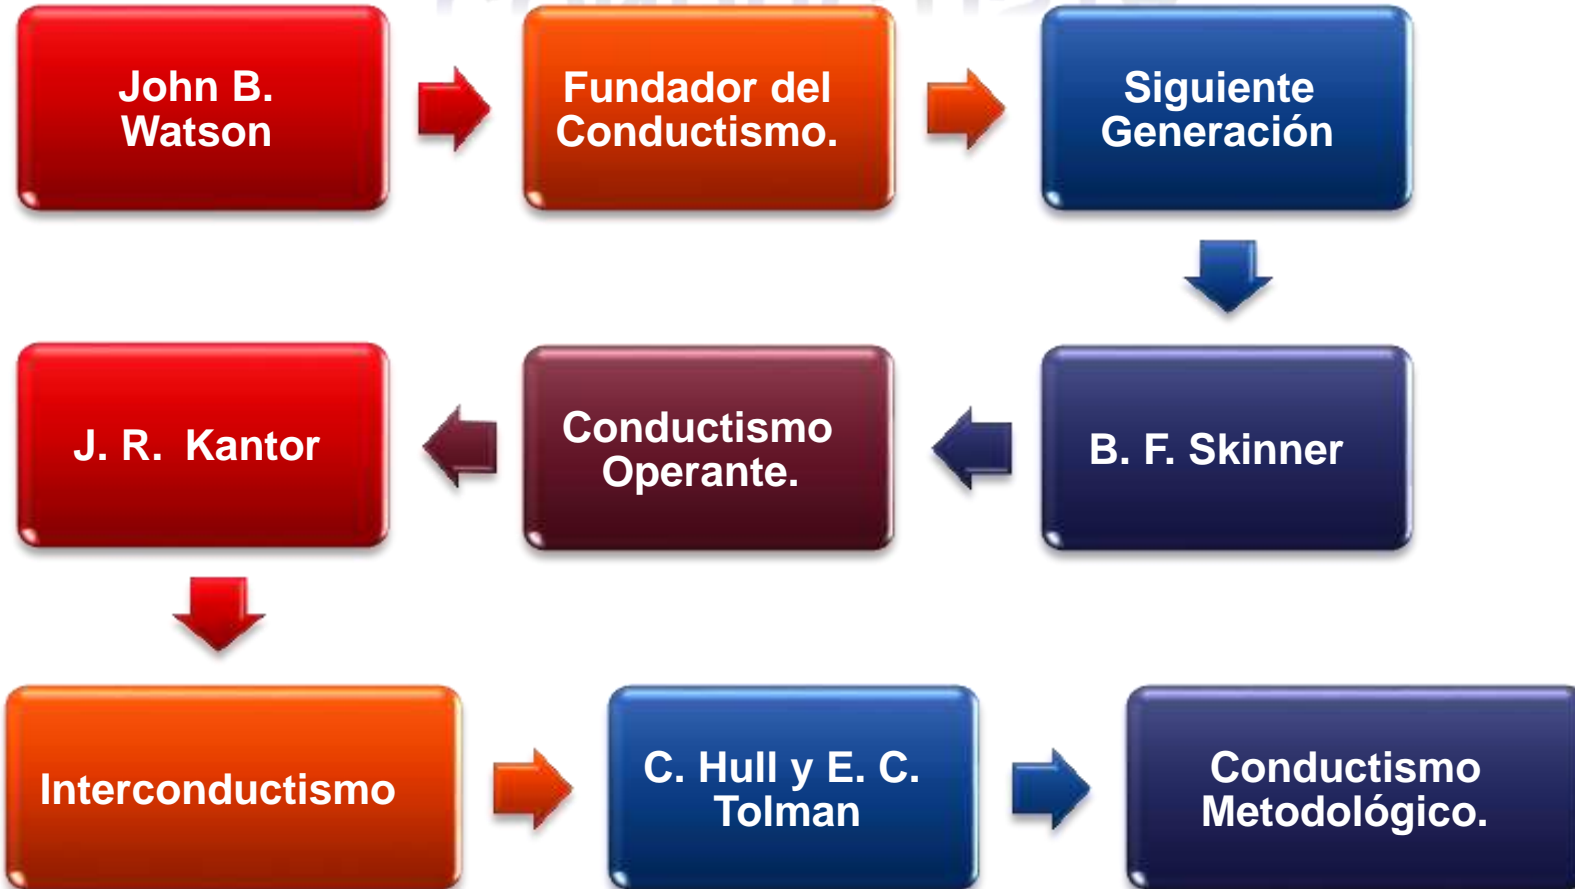 John B.
Watson
Fundador del
Conductismo.
Siguiente
Generación
B. F. Skinner
Conductismo
Operante.
J. R. Kantor
Interconductismo
C. Hull y E. C.
Tolman
Conductismo
Metodológico.